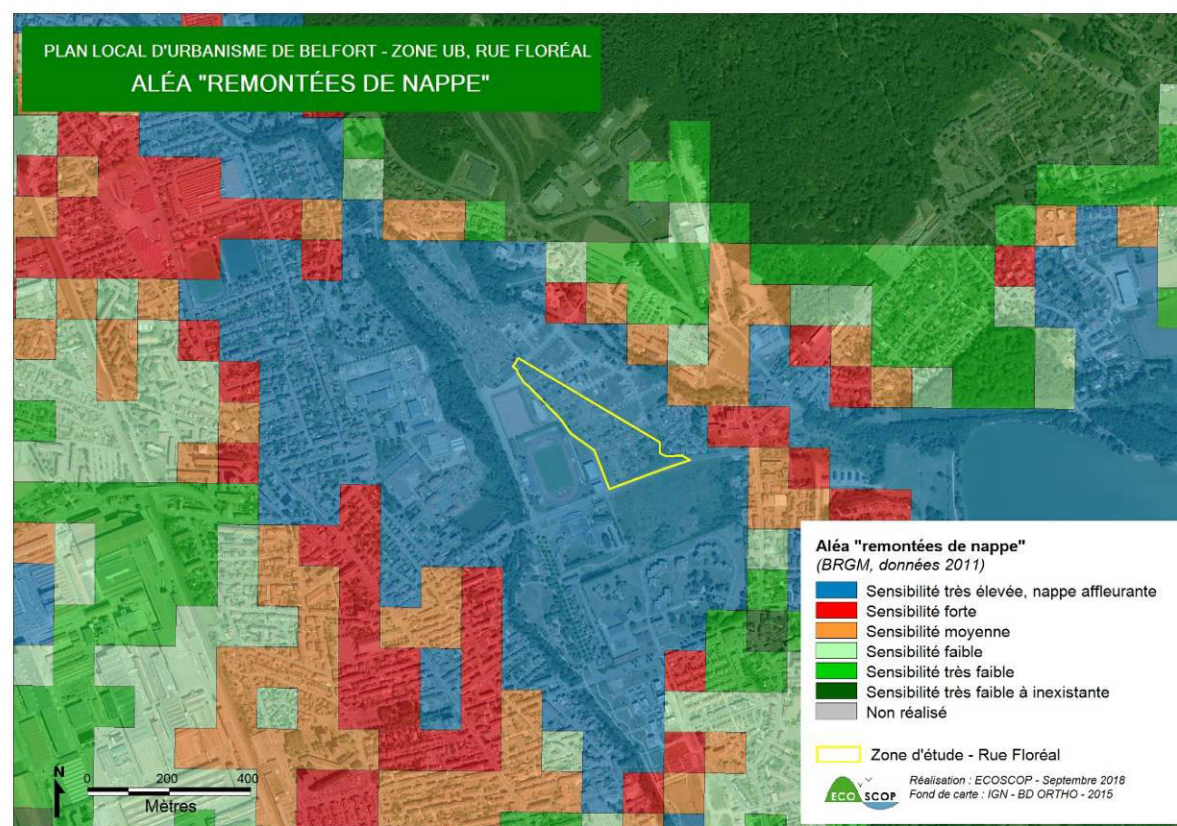 PLAN LOCAL D'URBANISME DE BELFORT - ZONE UB, RUE FLORÉAL
ALÉA "REMONTÉES DE NAPPE"
Aléa "remontées de nappe"
(BRGM, données 2011)
Sensibilité très élevée, nappe affleurante
Sensibilité forte
Sensibilité moyenne
Sensibilité faible
Sensibilité très faible
Sensibilité très faible à inexistante
Non réalisé
Zone d'étude - Rue Floréal
Réalisation : ECOSCOP - Septembre 2018
Fond de carte : IGN - BD ORTHO - 2015
ECO SCOP
N
0 200 400
Mètres